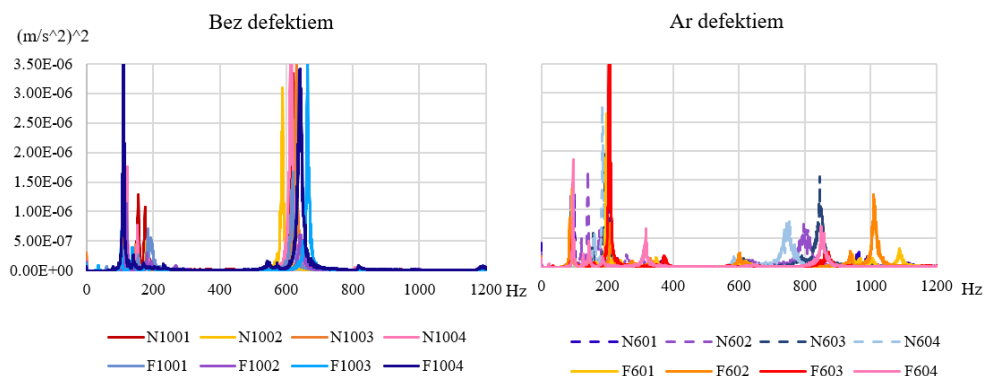 Bez defektiem
Ar defektiem
(m/s^2)^2
3.50E-06
3.00E-06
2.50E-06
2.00E-06
1.50E-06
1.00E-06
5.00E-07
0.00E+00
0 200 400 600 800 1000 1200 Hz
0 200 400 600 800 1000 1200 Hz
N1001 N1002 N1003 N1004
F1001 F1002 F1003 F1004
N601 N602 N603 N604
F601 F602 F603 F604